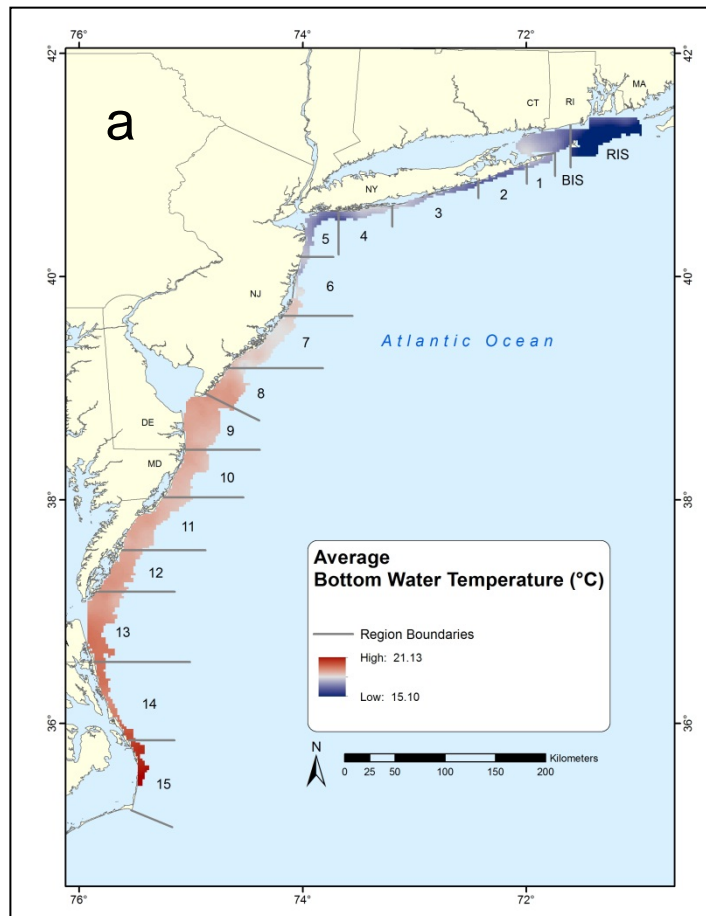 76° 74° 72°
42° 42°
a
MA
CT RI
RIS
BIS
NY
1
2
3
4
5
40° 40°
6
NJ
7
Atlantic Ocean
8
DE
9
MD
10
38° 38°
11
12
13
14
15
36° 36°
Average
Bottom Water Temperature (°C)
Region Boundaries
High: 21.13
Low: 15.10
N
Kilometers
0 25 50 100 150 200
76° 74° 72°